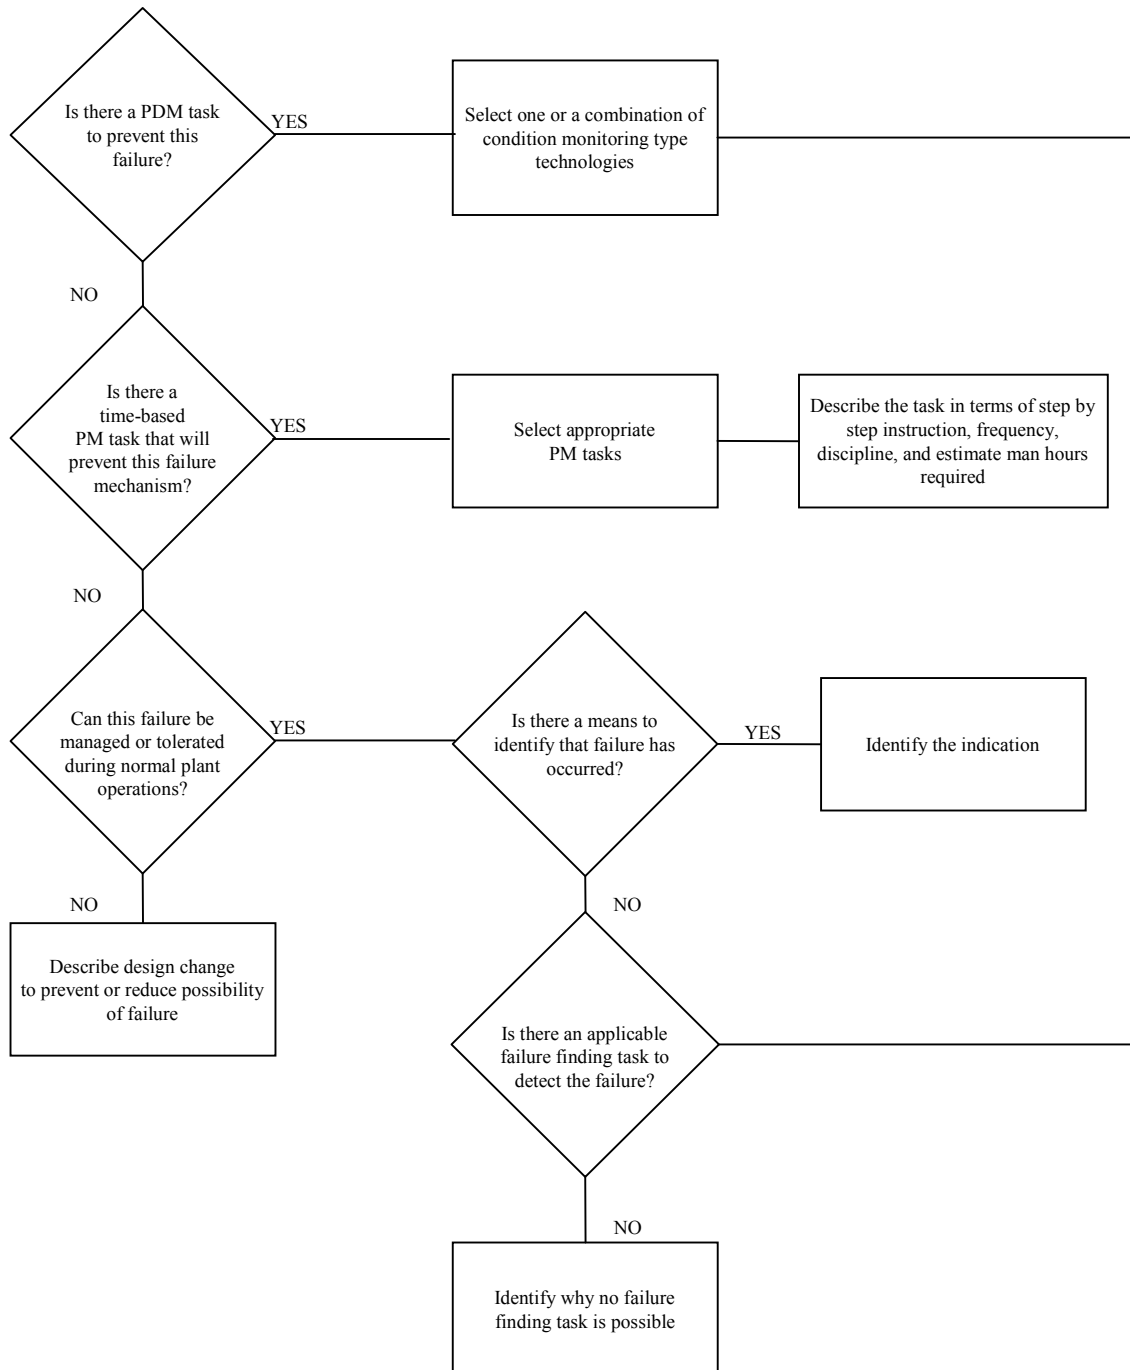 Is there a PDM task
to prevent this
failure?
YES
Select one or a combination of
condition monitoring type
technologies
NO
Is there a
time-based
PM task that will
prevent this failure
mechanism?
YES
Select appropriate
PM tasks
Describe the task in terms of step by
step instruction, frequency,
discipline, and estimate man hours
required
NO
Can this failure be
managed or tolerated
during normal plant
operations?
YES
Is there a means to
identify that failure has
occurred?
YES
Identify the indication
NO
Describe design change
to prevent or reduce possibility
of failure
NO
Is there an applicable
failure finding task to
detect the failure?
NO
Identify why no failure
finding task is possible